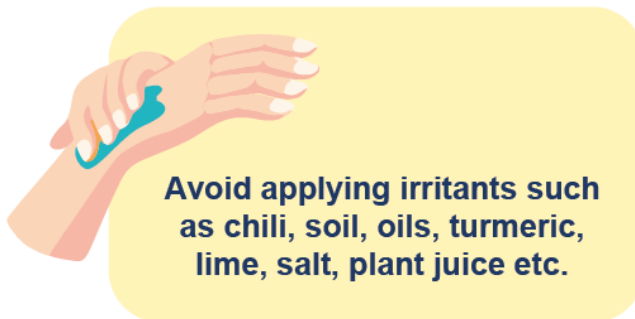 Avoid applying irritants such
as chili, soil, oils, turmeric,
lime, salt, plant juice etc.